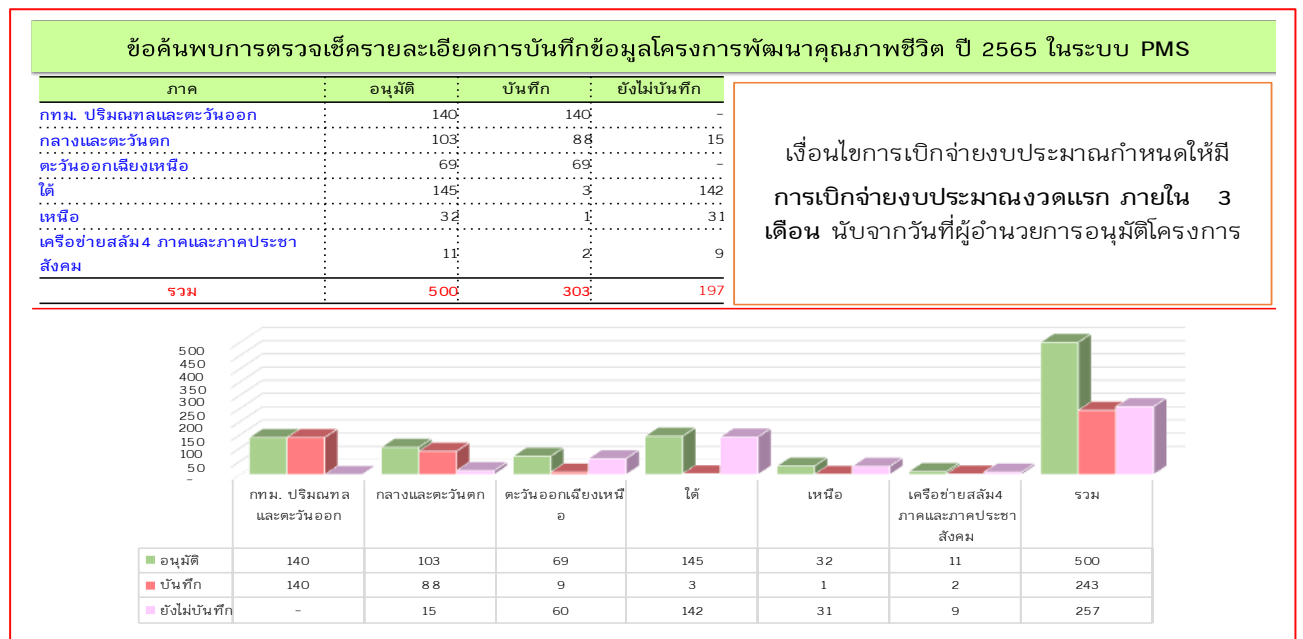 ข้อค้นพบการตรวจเช็ครายละเอียดการบันทึกข้อมูลโครงการพัฒนาคุณภาพชีวิต ปี 2565 ในระบบ PMS
ภาค อนุมัติ บันทึก ยังไม่บันทึก
กทม. ปริมณฑลและตะวันออก 140 140 -
กลางและตะวันตก 103 88 15
ตะวันออกเฉียงเหนือ 69 69 -
ใต้ 145 3 142
เหนือ 32 1 31
เครือข่ายสลัม4 ภาคและภาคประชา
สังคม 11 2 9
รวม 500 303 197
เงื่อนไขการเบิกจ่ายงบประมาณกำหนดให้มี
การเบิกจ่ายงบประมาณงวดแรก ภายใน 3
เดือน นับจากวันที่ผู้อำนวยการอนุมัติโครงการ
500
450
400
350
300
250
200
150
100
50
-
กทม. ปริมณฑล กลางและตะวันตก ตะวันออกเฉียงเหนื ใต้ เหนือ เครือข่ายสลัม4 รวม
และตะวันออก อ ภาคและภาคประชา
สังคม
อนุมัติ 140 103 69 145 32 11 500
บันทึก 140 88 9 3 1 2 243
ยังไม่บันทึก - 15 60 142 31 9 257